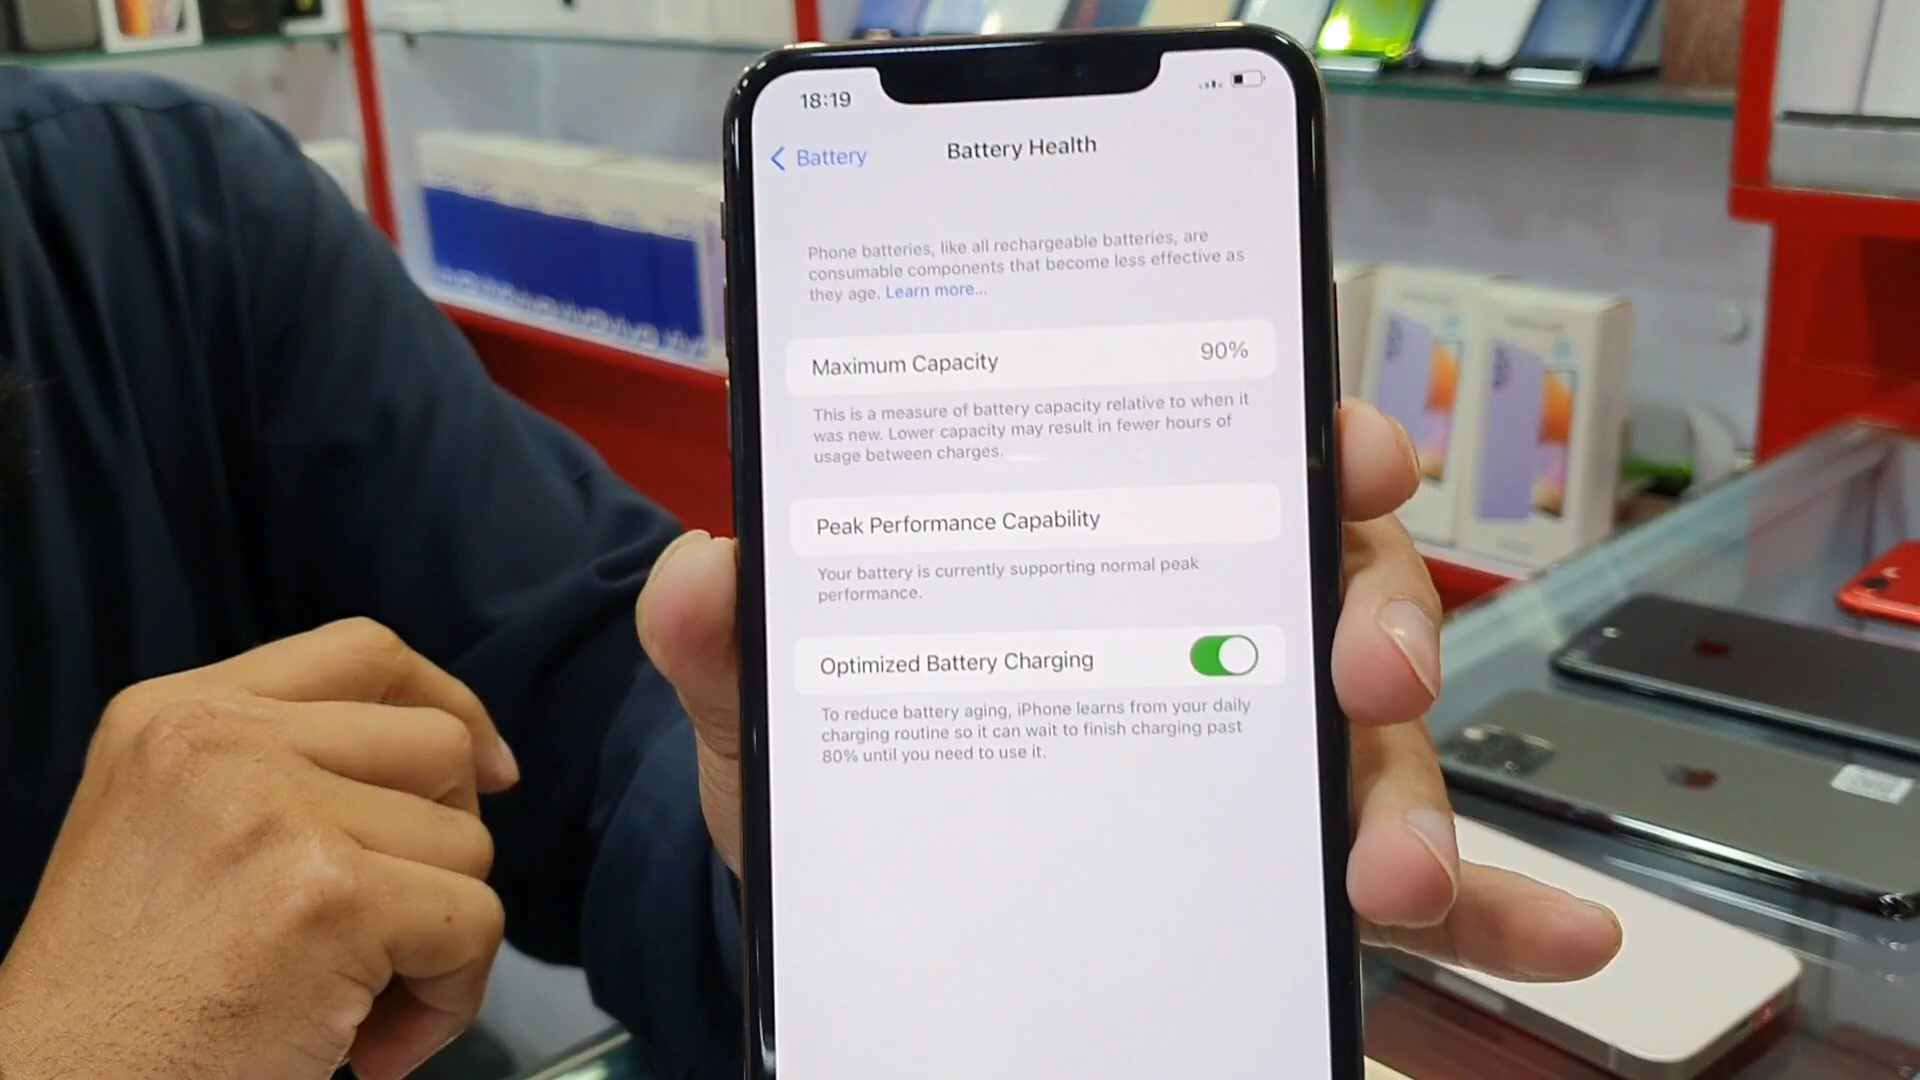 18:19
Battery
Battery Health
Phone batteries, like all rechargeable batteries, are
consumable components that become less effective as
they age. Learn more...
Maximum Capacity 90%
This is a measure of battery capacity relative to when it
was new. Lower capacity may result in fewer hours of
usage between charges.
Peak Performance Capability
Your battery is currently supporting normal peak
performance.
Optimized Battery Charging
To reduce battery aging, iPhone learns from your daily
charging routine so it can wait to finish charging past
80% until you need to use it.